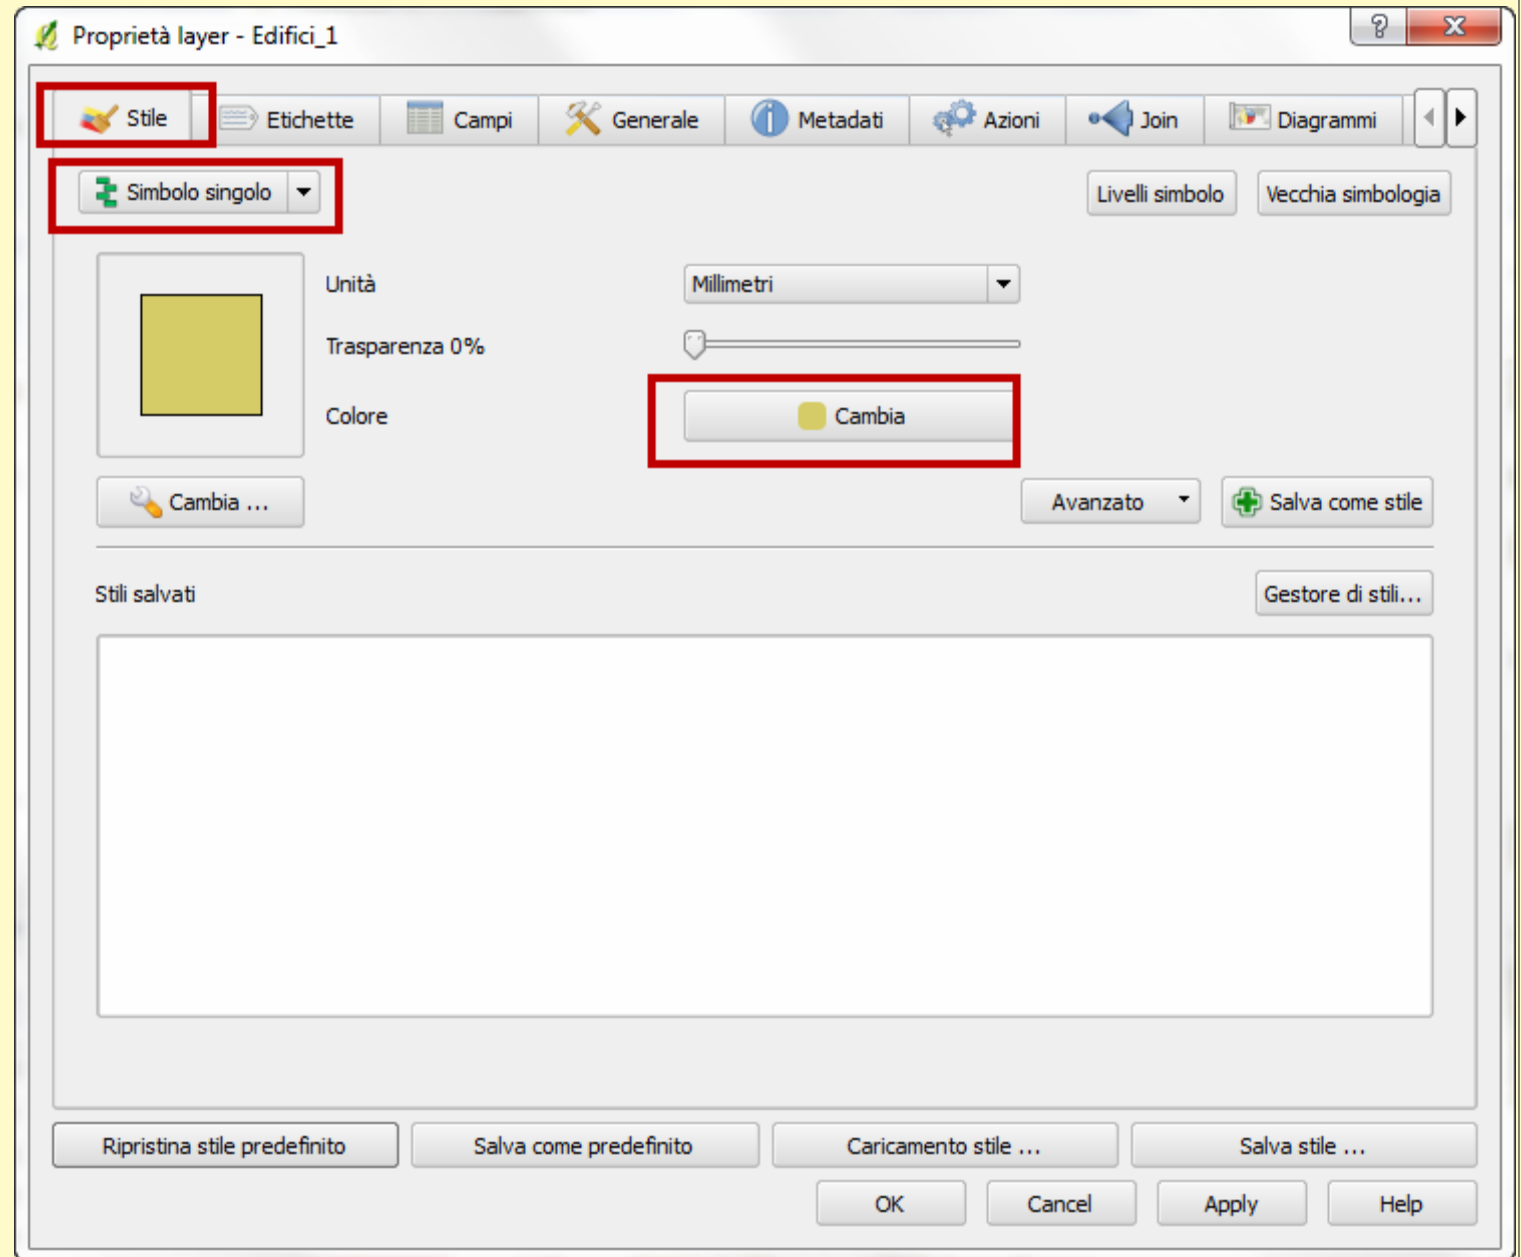 Proprietà layer - Edifici_1
?
Stile Etichette Campi Generale Metadati Azioni Join Diagrammi
Simbolo singolo Livelli simbolo Vecchia simbologia
Unità Millimetri
Trasparenza 0%
Colore Cambia
Cambia ... Avanzato Salva come stile
Stili salvati Gestore di stili...
Ripristina stile predefinito Salva come predefinito Caricamento stile ... Salva stile ...
OK Cancel Apply Help